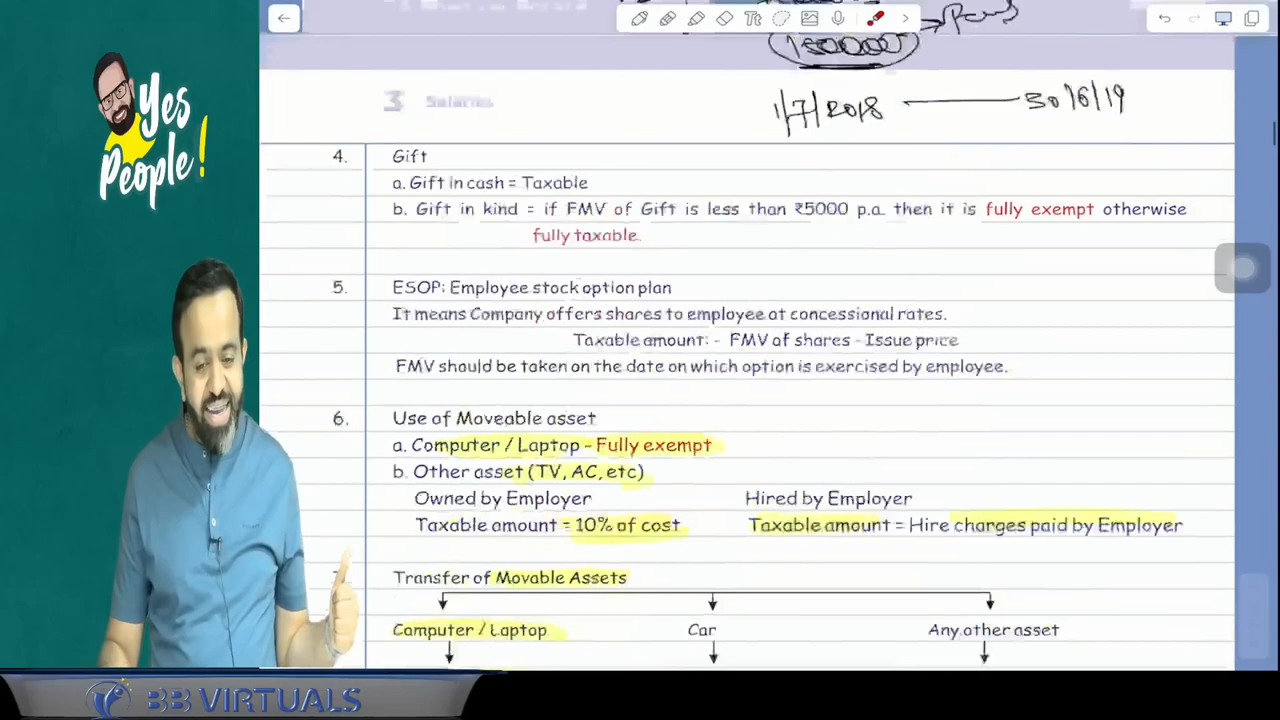 Yes
People!
150000
3 Salaries
1/7/2018 — 30/6/19
4. Gift
a. Gift in cash = Taxable
b. Gift in kind = if FMV of Gift is less than ₹5000 p.a. then it is fully exempt otherwise
fully taxable.
5. ESOP: Employee stock option plan
It means Company offers shares to employee at concessional rates.
Taxable amount: - FMV of shares - Issue price
FMV should be taken on the date on which option is exercised by employee.
6. Use of Moveable asset
a. Computer / Laptop - Fully exempt
b. Other asset (TV, AC, etc)
Owned by Employer Hired by Employer
Taxable amount = 10% of cost Taxable amount = Hire charges paid by Employer
Transfer of Movable Assets
Computer / Laptop Car Any other asset
BB VIRTUALS